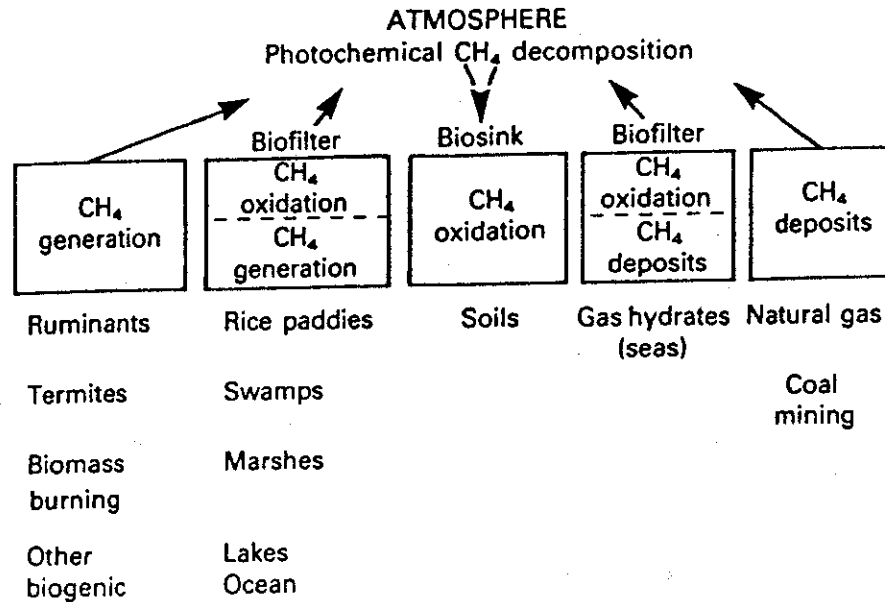 ATMOSPHERE
Photochemical CH₄ decomposition
Biofilter
Biosink
Biofilter
CH₄
generation
CH₄
oxidation
CH₄
generation
CH₄
oxidation
CH₄
oxidation
CH₄
deposits
CH₄
deposits
Ruminants
Rice paddies
Soils
Gas hydrates
(seas)
Natural gas
Termites
Swamps
Coal
mining
Biomass
burning
Marshes
Other
biogenic
Lakes
Ocean